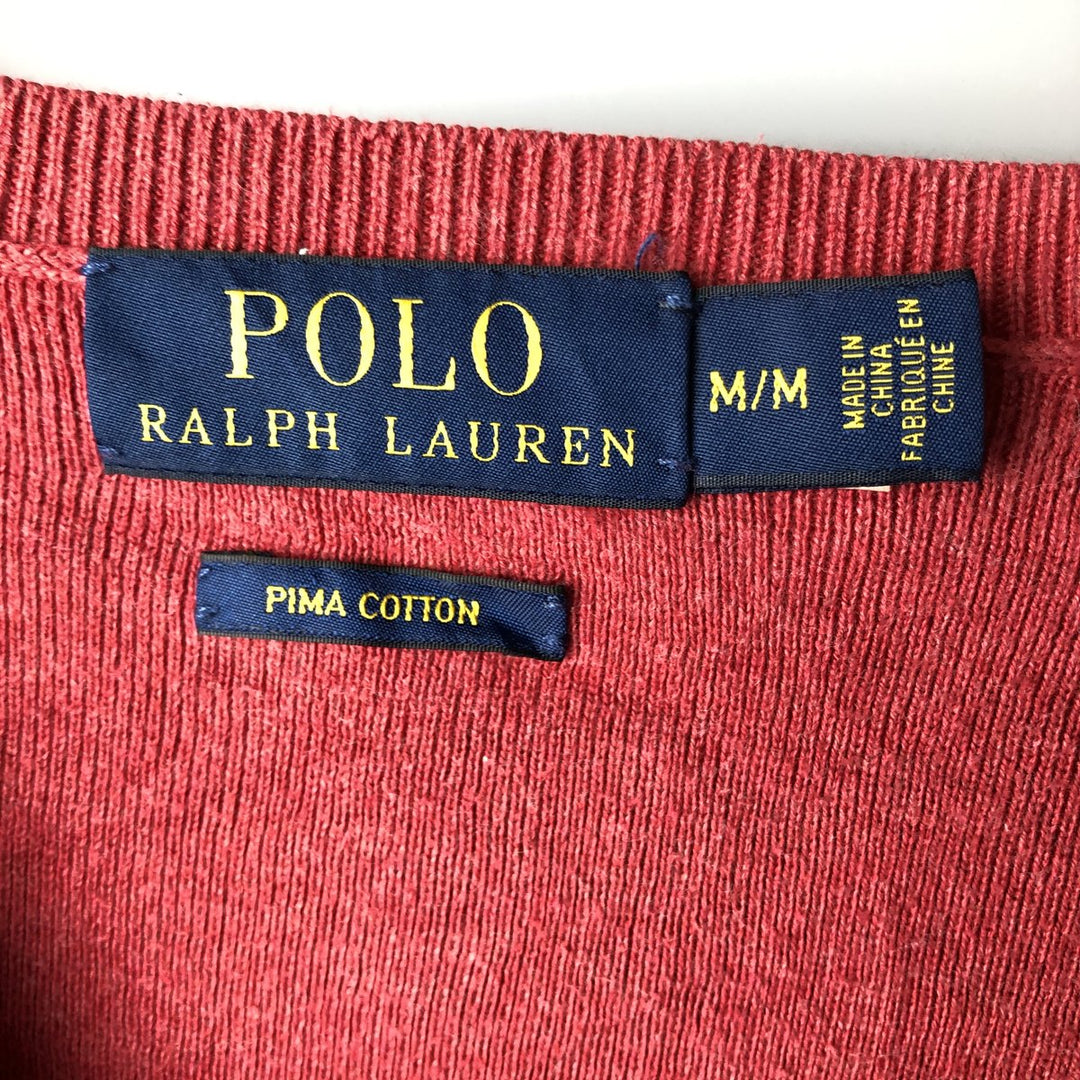 POLO
RALPH LAUREN
M/M
MADE IN
CHINA
FABRIQUÉ EN
CHINE
PIMA COTTON